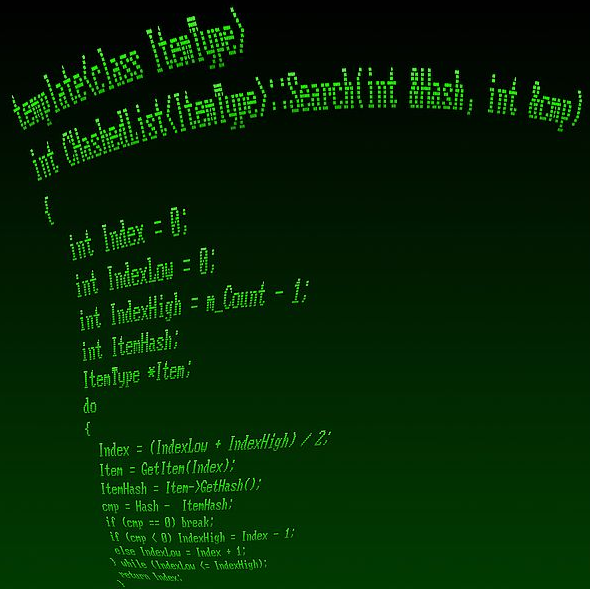 template<class ItemType>
int CHashedList<ItemType>::Search(int &Hash, int &cmp)
{
int Index = 0;
int IndexLow = 0;
int IndexHigh = m_Count - 1;
int ItemHash;
ItemType *Item;
do
{
Index = (IndexLow + IndexHigh) / 2;
Item = GetItem(Index);
ItemHash = Item->GetHash();
cmp = Hash - ItemHash;
if (cmp == 0) break;
if (cmp < 0) IndexHigh = Index - 1;
else IndexLow = Index + 1;
} while (IndexLow <= IndexHigh);
return Index;
}